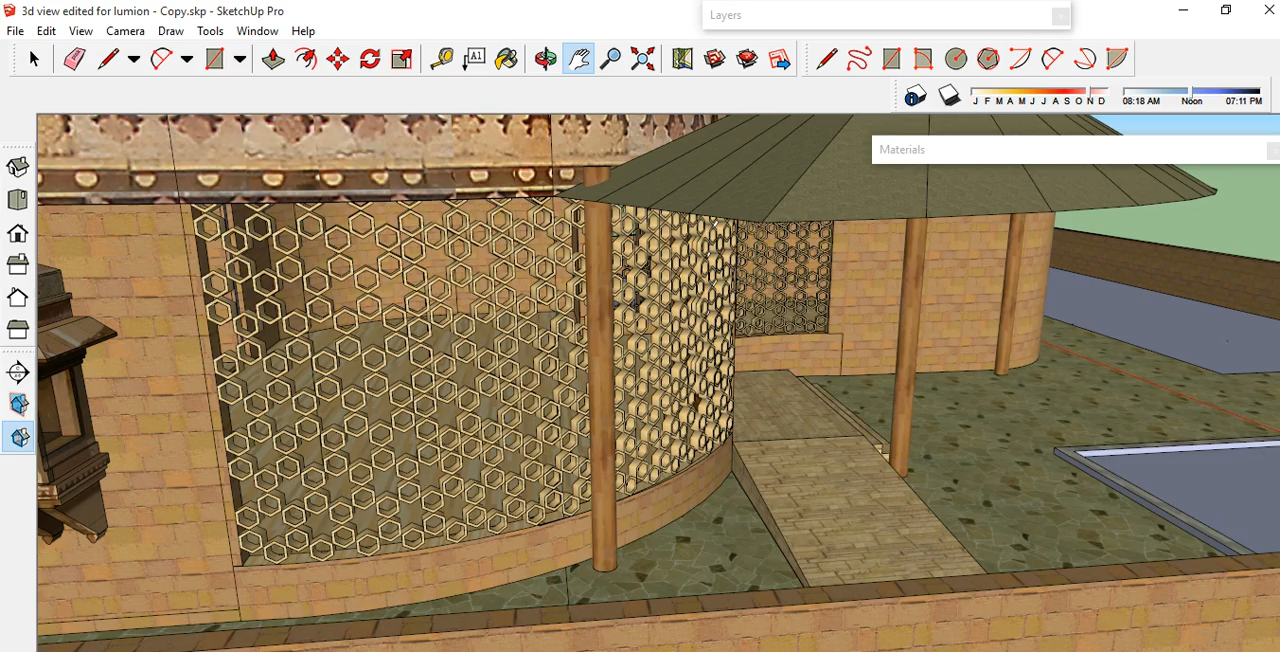 3d view edited for lumion - Copy.skp - SketchUp Pro
Layers
File Edit View Camera Draw Tools Window Help
A1
J F M A M J J A S O N D
08:18 AM Noon 07:11 PM
Materials